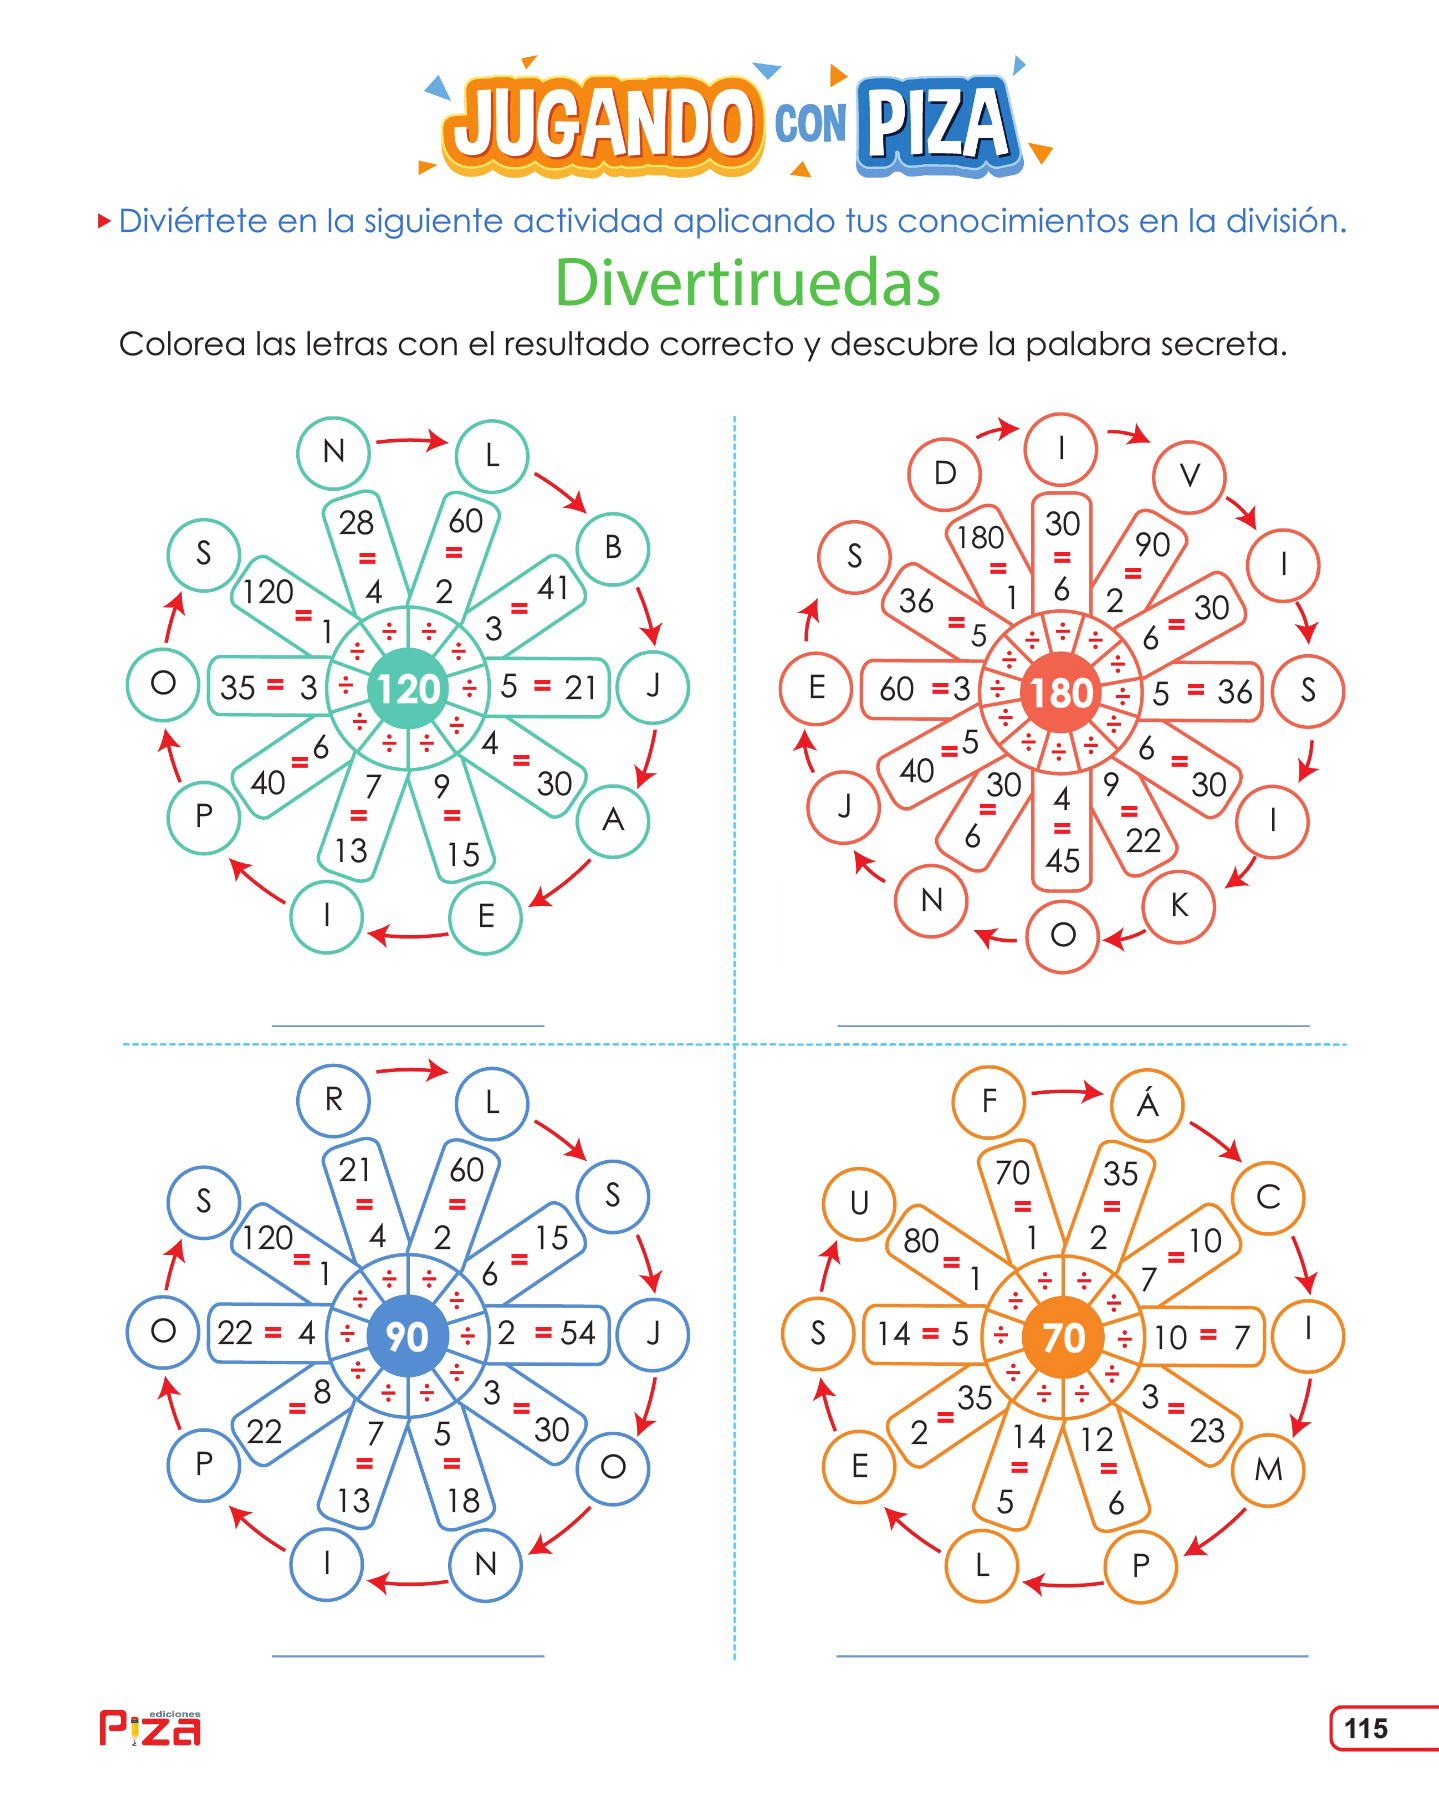 JUGANDO CON PIZA
Diviértete en la siguiente actividad aplicando tus conocimientos en la división.
Divertiruedas
Colorea las letras con el resultado correcto y descubre la palabra secreta.
120
N 28 = 4 ÷
L 60 = 2 ÷
B 41 = 3 ÷
J 21 = 5 ÷
A 30 = 4 ÷
E 15 = 9 ÷
I 13 = 7 ÷
P 40 = 6 ÷
O 35 = 3 ÷
S 120 = 1 ÷
180
D 180 = 1 ÷
I 30 = 6 ÷
V 90 = 2 ÷
I 30 = 6 ÷
S 36 = 5 ÷
I 30 = 6 ÷
K 22 = 9 ÷
O 45 = 4 ÷
N 6 = 30 ÷
J 40 = 5 ÷
E 60 = 3 ÷
S 36 = 5 ÷
90
R 21 = 4 ÷
L 60 = 2 ÷
S 15 = 6 ÷
J 54 = 2 ÷
O 30 = 3 ÷
N 18 = 5 ÷
I 13 = 7 ÷
P 22 = 8 ÷
O 22 = 4 ÷
S 120 = 1 ÷
70
F 70 = 1 ÷
Á 35 = 2 ÷
C 10 = 7 ÷
I 7 = 10 ÷
M 23 = 3 ÷
P 6 = 12 ÷
L 5 = 14 ÷
E 2 = 35 ÷
S 14 = 5 ÷
U 80 = 1 ÷
ediciones
Piza
115